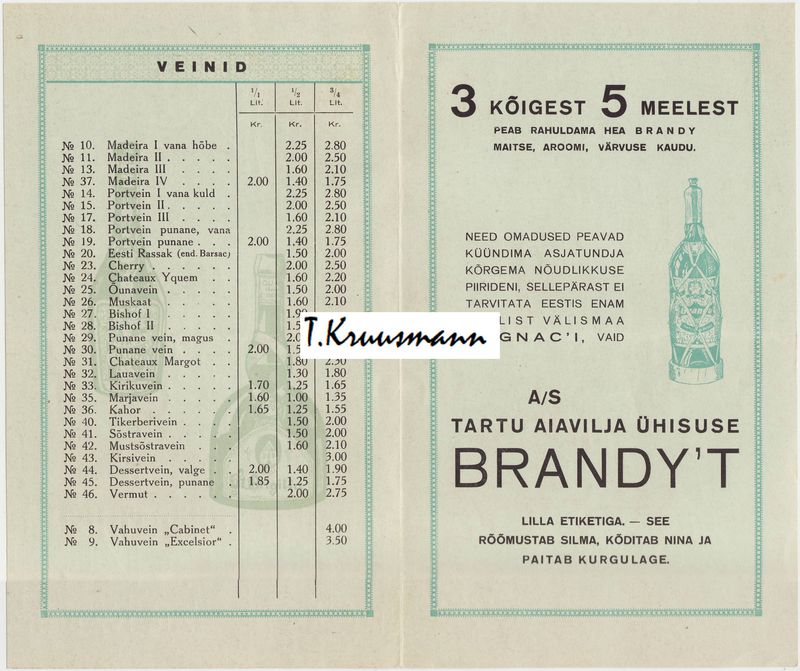 VEINID
1/1 Lit. 1/2 Lit. 3/4 Lit.
Kr. Kr. Kr.
№ 10. Madeira I vana hõbe . 2.25 2.80
№ 11. Madeira II . . . . . 2.00 2.50
№ 13. Madeira III . . . . 1.60 2.10
№ 37. Madeira IV . . . . 2.00 1.40 1.75
№ 14. Portvein I vana kuld . 2.25 2.80
№ 15. Portvein II . . . . . 2.00 2.50
№ 17. Portvein III . . . . 1.60 2.10
№ 18. Portvein punane, vana 2.25 2.80
№ 19. Portvein punane . . . 2.00 1.40 1.75
№ 20. Eesti Rassak (end. Barsac) 1.50 2.00
№ 23. Cherry . . . . . . 2.00 2.50
№ 24. Chateaux Yquem . . . 1.60 2.20
№ 25. Õunavein . . . . . 1.50 2.00
№ 26. Muskaat . . . . . 1.60 2.10
№ 27. Bishof I . . . . . 1.90
№ 28. Bishof II . . . . .
№ 29. Punane vein, magus
№ 30. Punane vein . . . . 2.00
№ 31. Chateaux Margot . . . 1.80 2.30
№ 32. Lauavein . . . . . 1.30 1.80
№ 33. Kirikuvein . . . . . 1.70 1.25 1.65
№ 35. Marjavein . . . . . 1.60 1.00 1.35
№ 36. Kahor . . . . . . 1.65 1.25 1.55
№ 40. Tikerberivein . . . . 1.50 2.00
№ 41. Sõstravein . . . . . 1.50 2.00
№ 42. Mustsõstravein . . . . 1.60 2.10
№ 43. Kirsivein . . . . . 3.00
№ 44. Dessertvein, valge . . 2.00 1.40 1.90
№ 45. Dessertvein, punane . 1.85 1.25 1.75
№ 46. Vermut . . . . . . 2.00 2.75
№ 8. Vahuvein „Cabinet“ . 4.00
№ 9. Vahuvein „Excelsior“ . 3.50
T.Kruusmann
3 KÕIGEST 5 MEELEST
PEAB RAHULDAMA HEA BRANDY
MAITSE, AROOMI, VÄRVUSE KAUDU.
NEED OMADUSED PEAVAD
KÜÜNDIMA ASJATUNDJA
KÕRGEMA NÕUDLIKKUSE
PIIRIDENI, SELLEPÄRAST EI
TARVITATA EESTIS ENAM
LIST VÄLISMAA
GNAC'I, VAID
A/S
TARTU AIAVILJA ÜHISUSE
BRANDY'T
LILLA ETIKETIGA. — SEE
RÕÕMUSTAB SILMA, KÕDITAB NINA JA
PAITAB KURGULAGE.